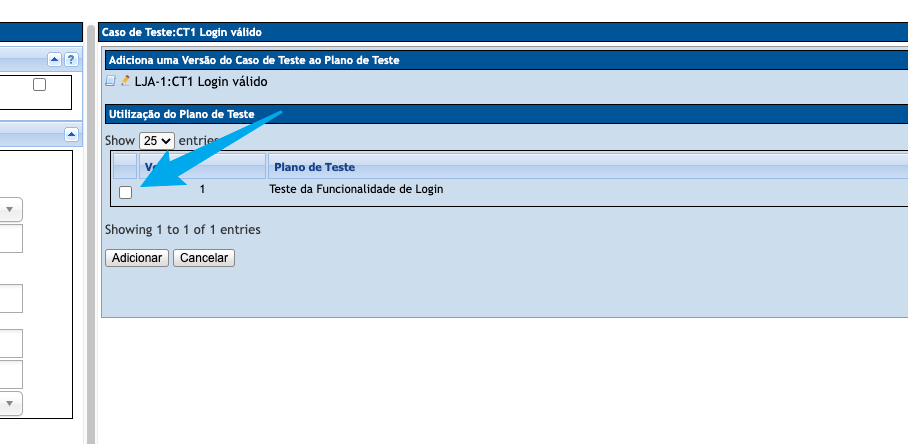 Caso de Teste:CT1 Login válido
?
Adiciona uma Versão do Caso de Teste ao Plano de Teste
LJA-1:CT1 Login válido
Utilização do Plano de Teste
Show 25
Plano de Teste
1 Teste da Funcionalidade de Login
Showing 1 to 1 of 1 entries
Adicionar Cancelar